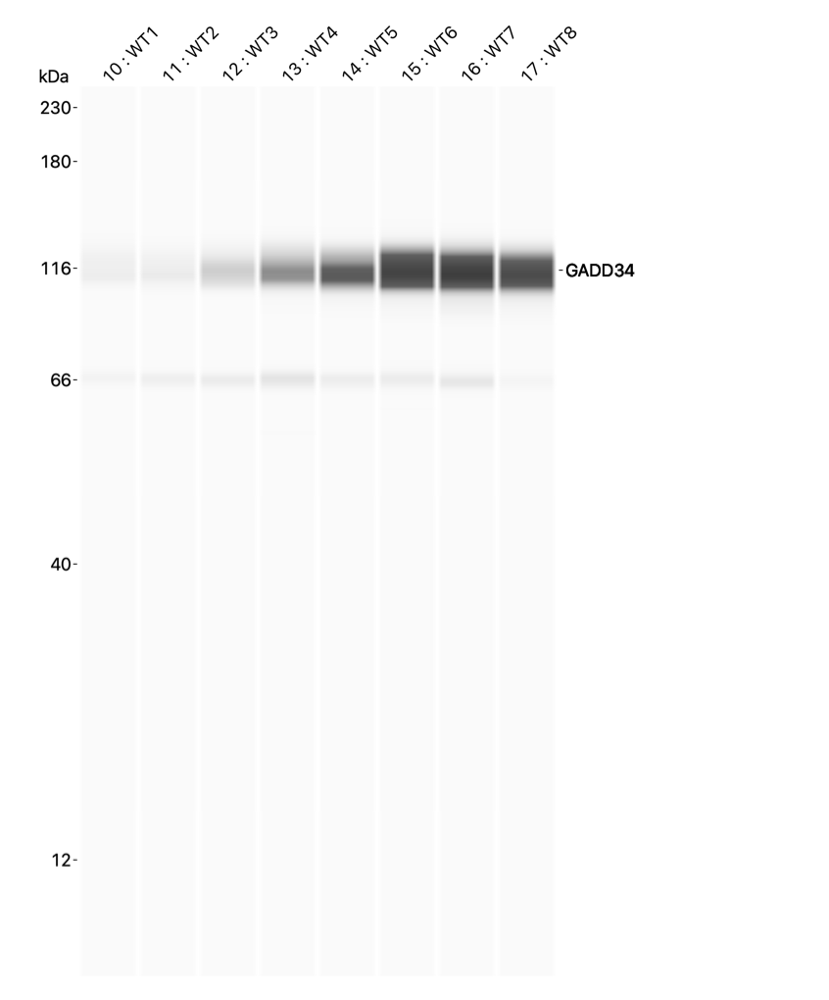 10 : WT1
11 : WT2
12 : WT3
13 : WT4
14 : WT5
15 : WT6
16 : WT7
17 : WT8
kDa
230-
180-
116-
-GADD34
66-
40-
12-